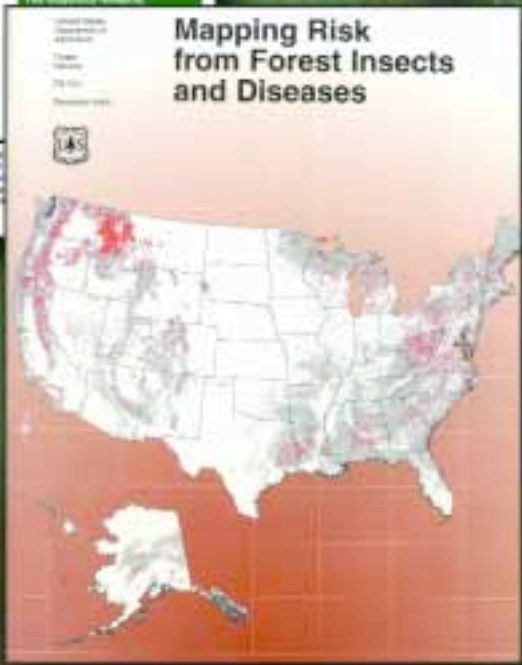 United States
Department of
Agriculture
Forest
Service
Mapping Risk
from Forest Insects
and Diseases